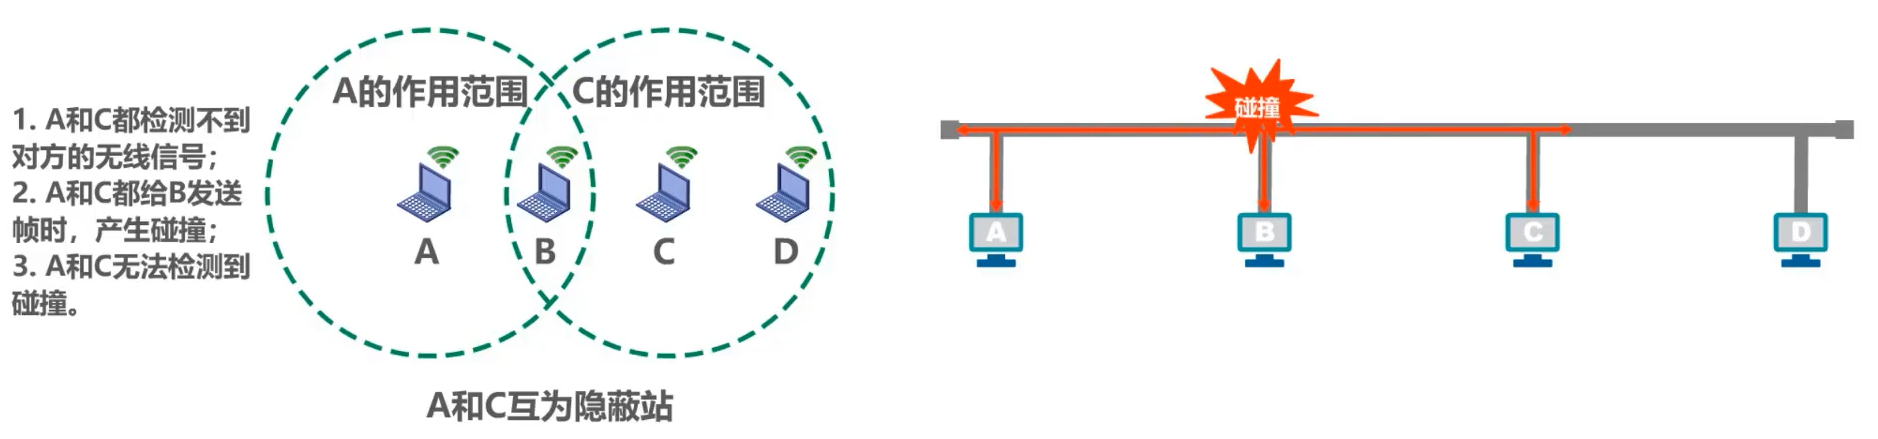 A的作用范围
C的作用范围
1. A和C都检测不到
对方的无线信号；
2. A和C都给B发送
帧时，产生碰撞；
3. A和C无法检测到
碰撞。
A
B
C
D
A和C互为隐蔽站
碰撞
A
B
C
D